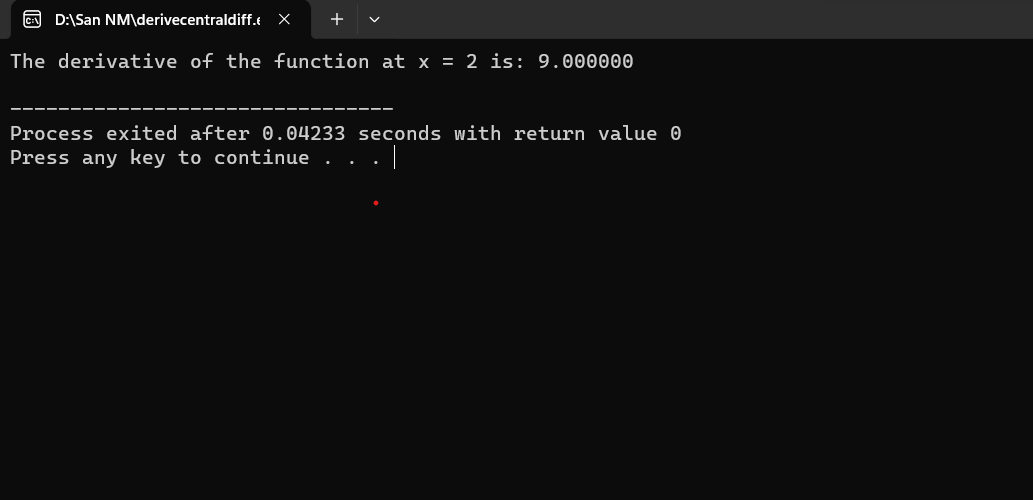 D:\San NM\derivecentraldiff.e
The derivative of the function at x = 2 is: 9.000000
--------------------------------
Process exited after 0.04233 seconds with return value 0
Press any key to continue . . .